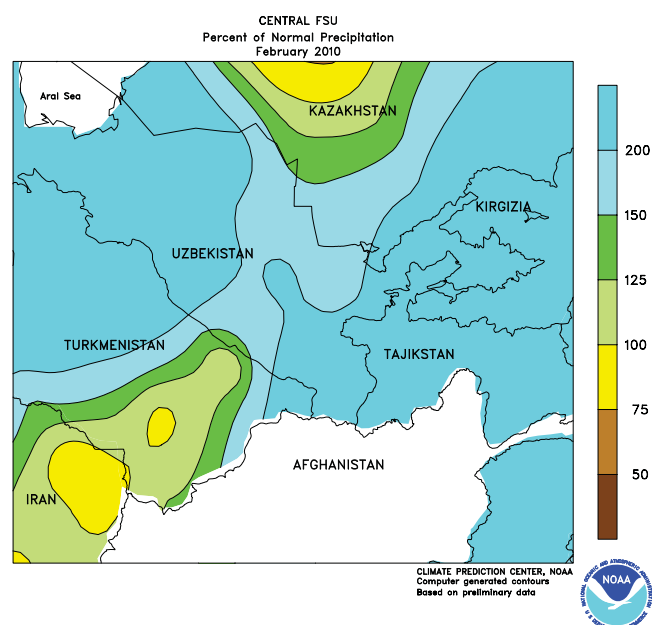 CENTRAL FSU
Percent of Normal Precipitation
February 2010
Aral Sea
KAZAKHSTAN
200
KIRGIZIA
150
UZBEKISTAN
125
TURKMENISTAN
100
TAJIKSTAN
75
AFGHANISTAN
50
IRAN
CLIMATE PREDICTION CENTER, NOAA
Computer generated contours
Based on preliminary data
NOAA